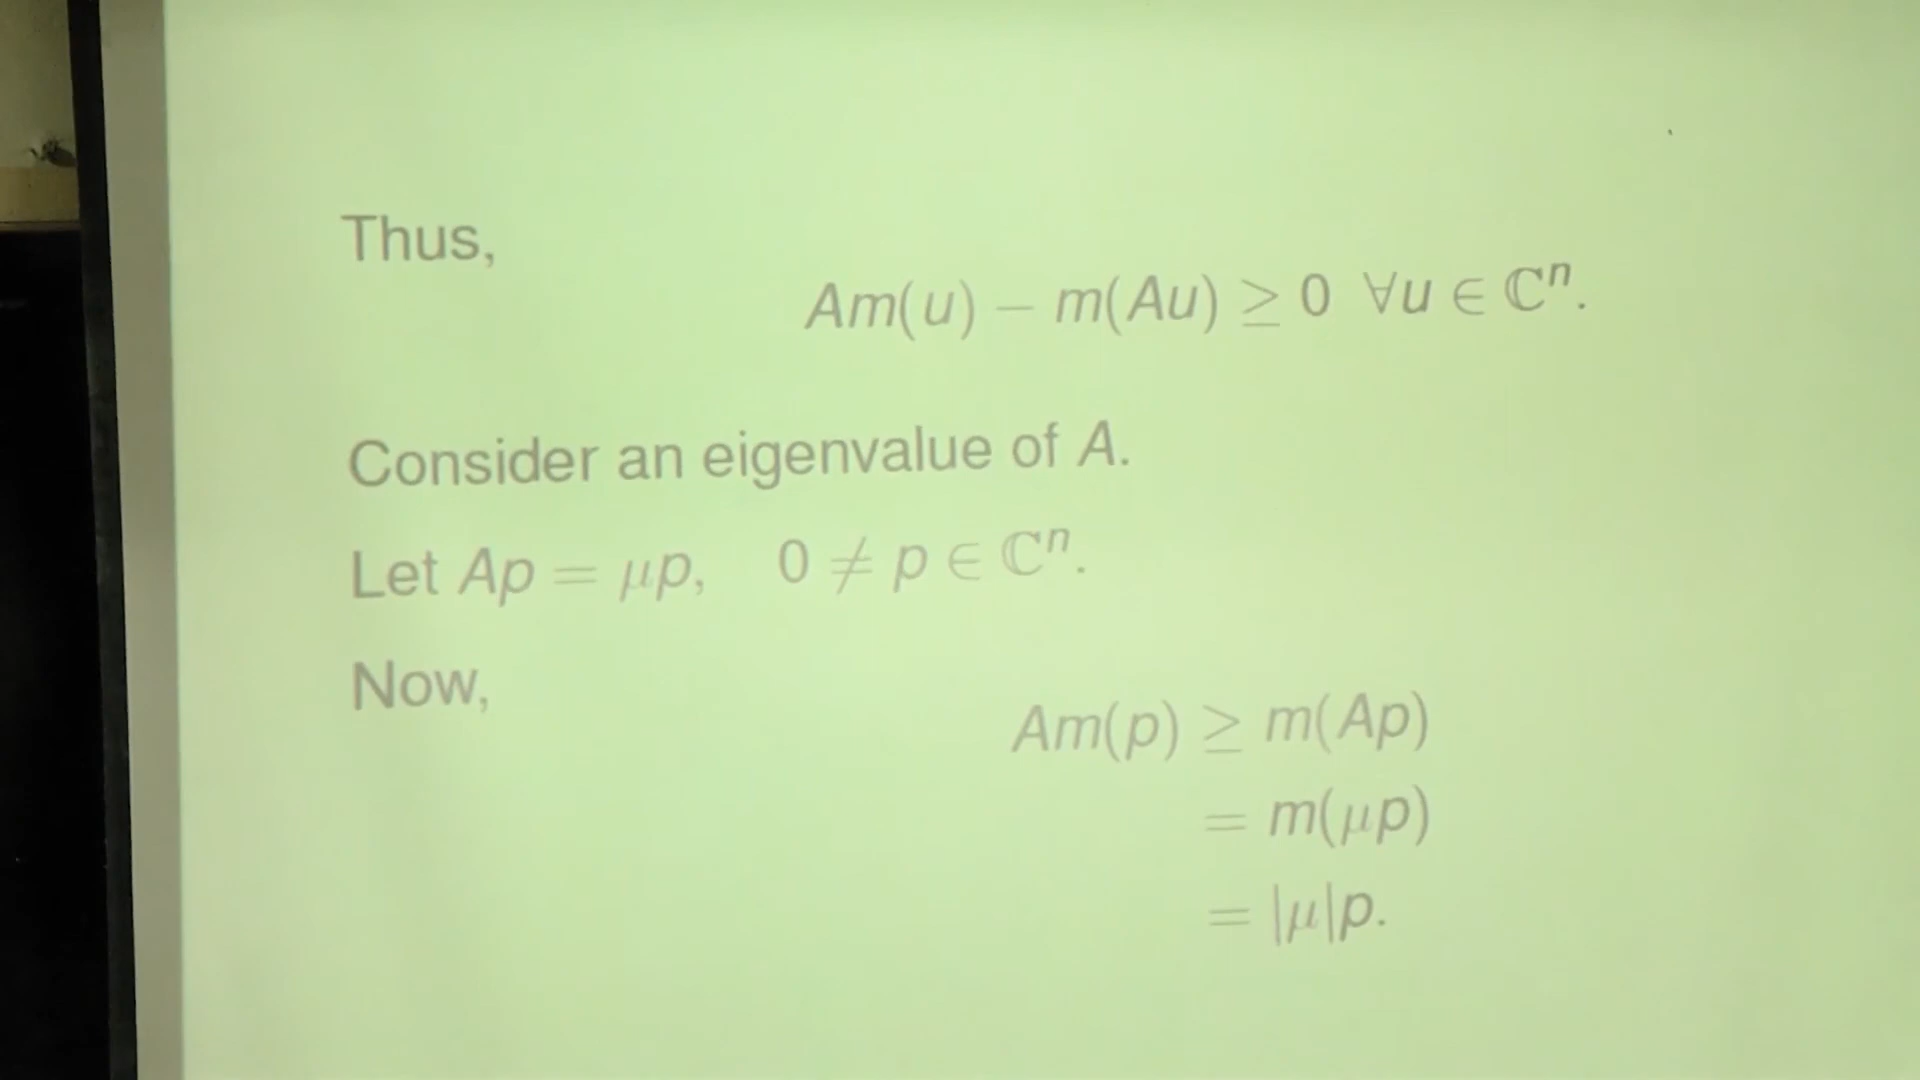 Thus,
Am(u) − m(Au) ≥ 0 ∀u ∈ ℂⁿ.
Consider an eigenvalue of A.
Let Ap = μp, 0 ≠ p ∈ ℂⁿ.
Now,
Am(p) ≥ m(Ap)
= m(μp)
= |μ|p.